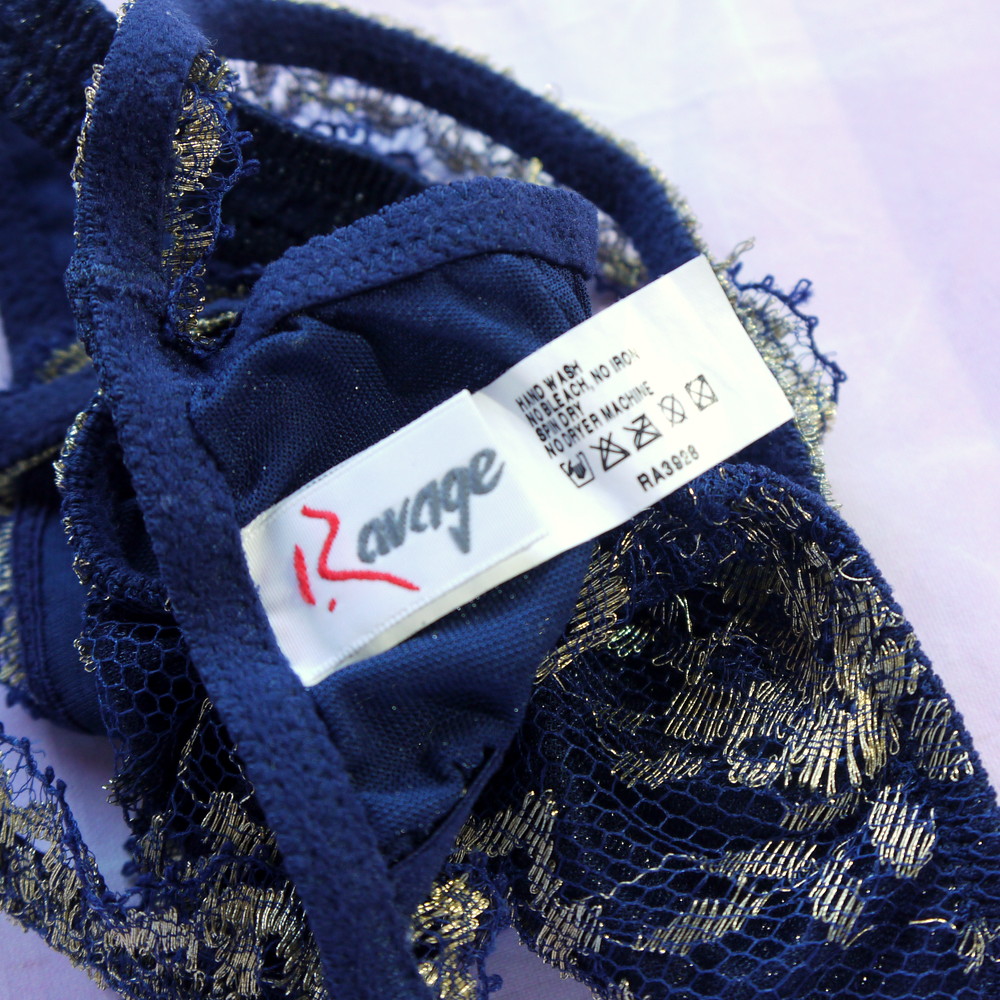 Ravage
HAND WASH
NO BLEACH, NO IRON
SPIN DRY
NO DRYER MACHINE
RA3928